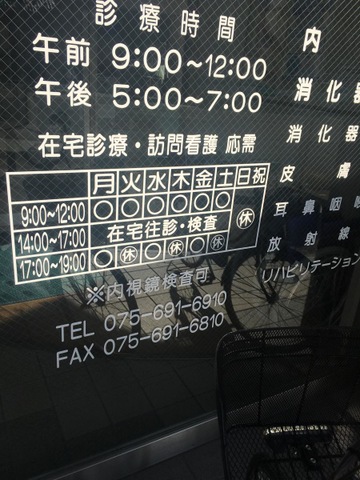 診療時間
午前 9:00~12:00
午後 5:00~7:00
在宅診療・訪問看護 応需
月 火 水 木 金 土 日祝
9:00~12:00 ○ ○ ○ ○ ○ ○ 休
14:00~17:00 在宅往診・検査
17:00~19:00 ○ 休 ○ 休 ○ 休
※内視鏡検査可
TEL 075-691-6910
FAX 075-691-6810
内
消化器
消化器
皮膚
耳鼻咽喉
放射線
リハビリテーション